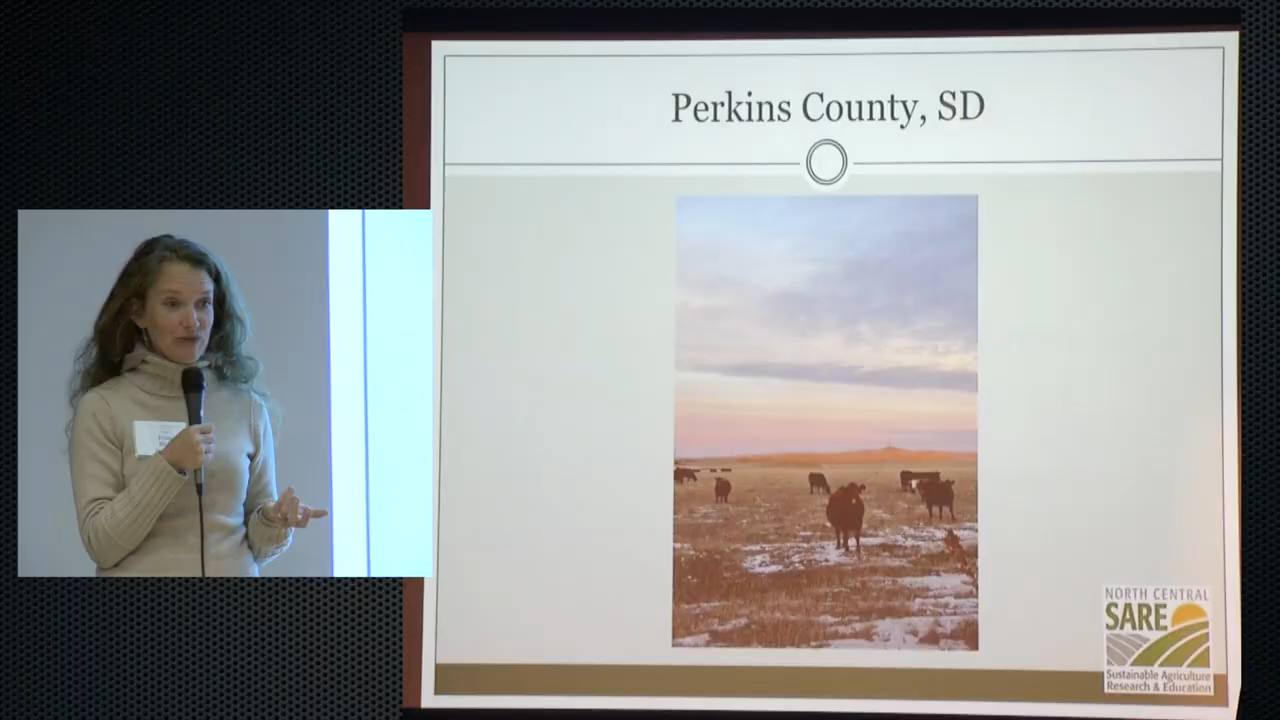 Perkins County, SD
NORTH CENTRAL
SARE
Sustainable Agriculture
Research & Education